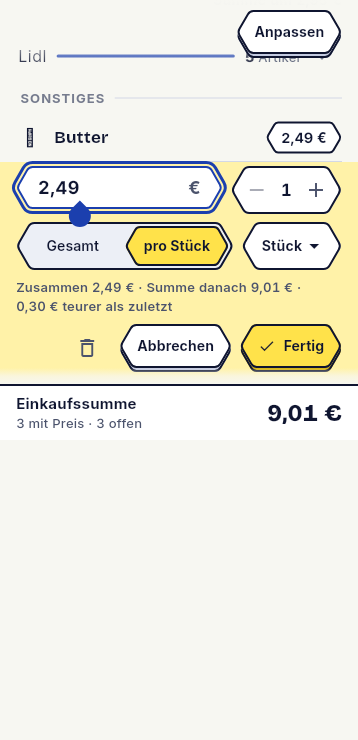 Anpassen
Lidl
5 Artikel
SONSTIGES
Butter 2,49 €
2,49 € 1
Gesamt pro Stück Stück
Zusammen 2,49 € · Summe danach 9,01 € ·
0,30 € teurer als zuletzt
Abbrechen Fertig
Einkaufssumme 9,01 €
3 mit Preis · 3 offen